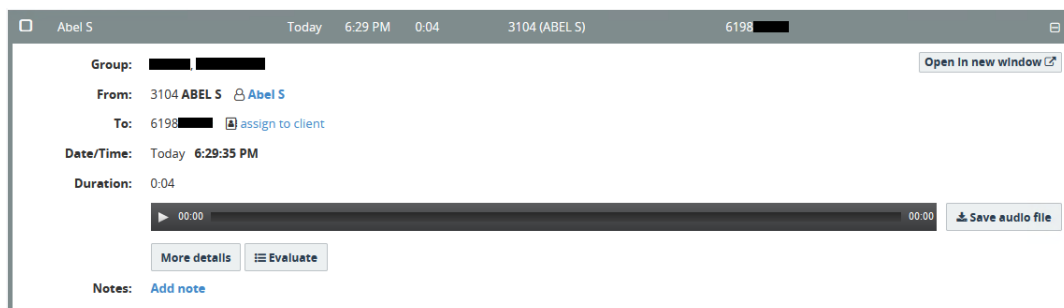 Abel S Today 6:29 PM 0:04 3104 (ABEL S) 6198
Group: , Open in new window
From: 3104 ABEL S Abel S
To: 6198 assign to client
Date/Time: Today 6:29:35 PM
Duration: 0:04
00:00 00:00 Save audio file
More details Evaluate
Notes: Add note